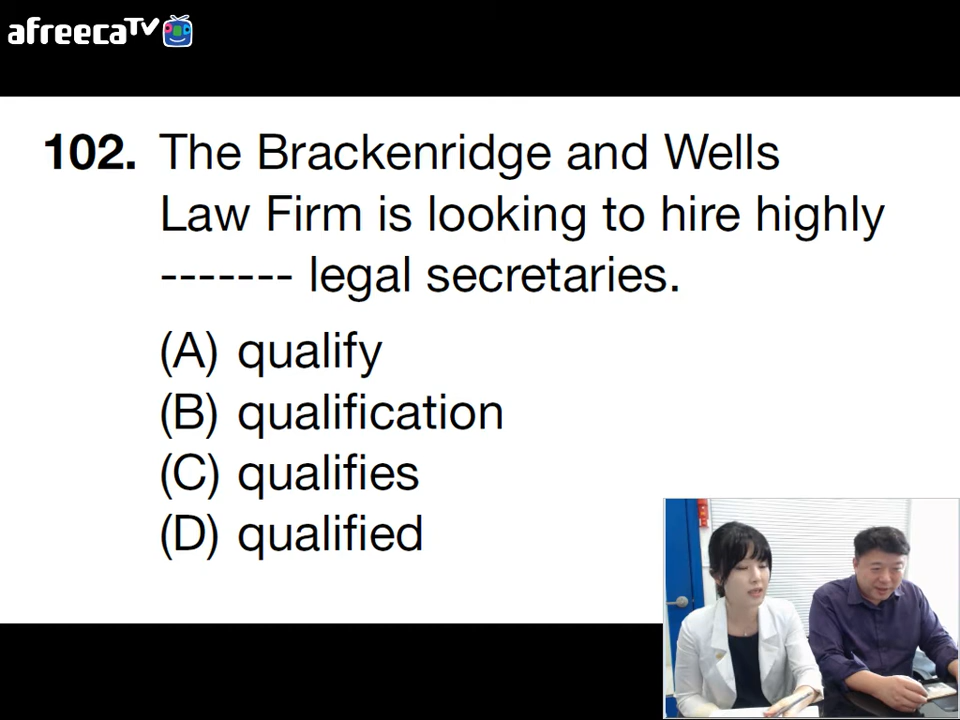 afreecaTV
102. The Brackenridge and Wells
Law Firm is looking to hire highly
------- legal secretaries.
(A) qualify
(B) qualification
(C) qualifies
(D) qualified